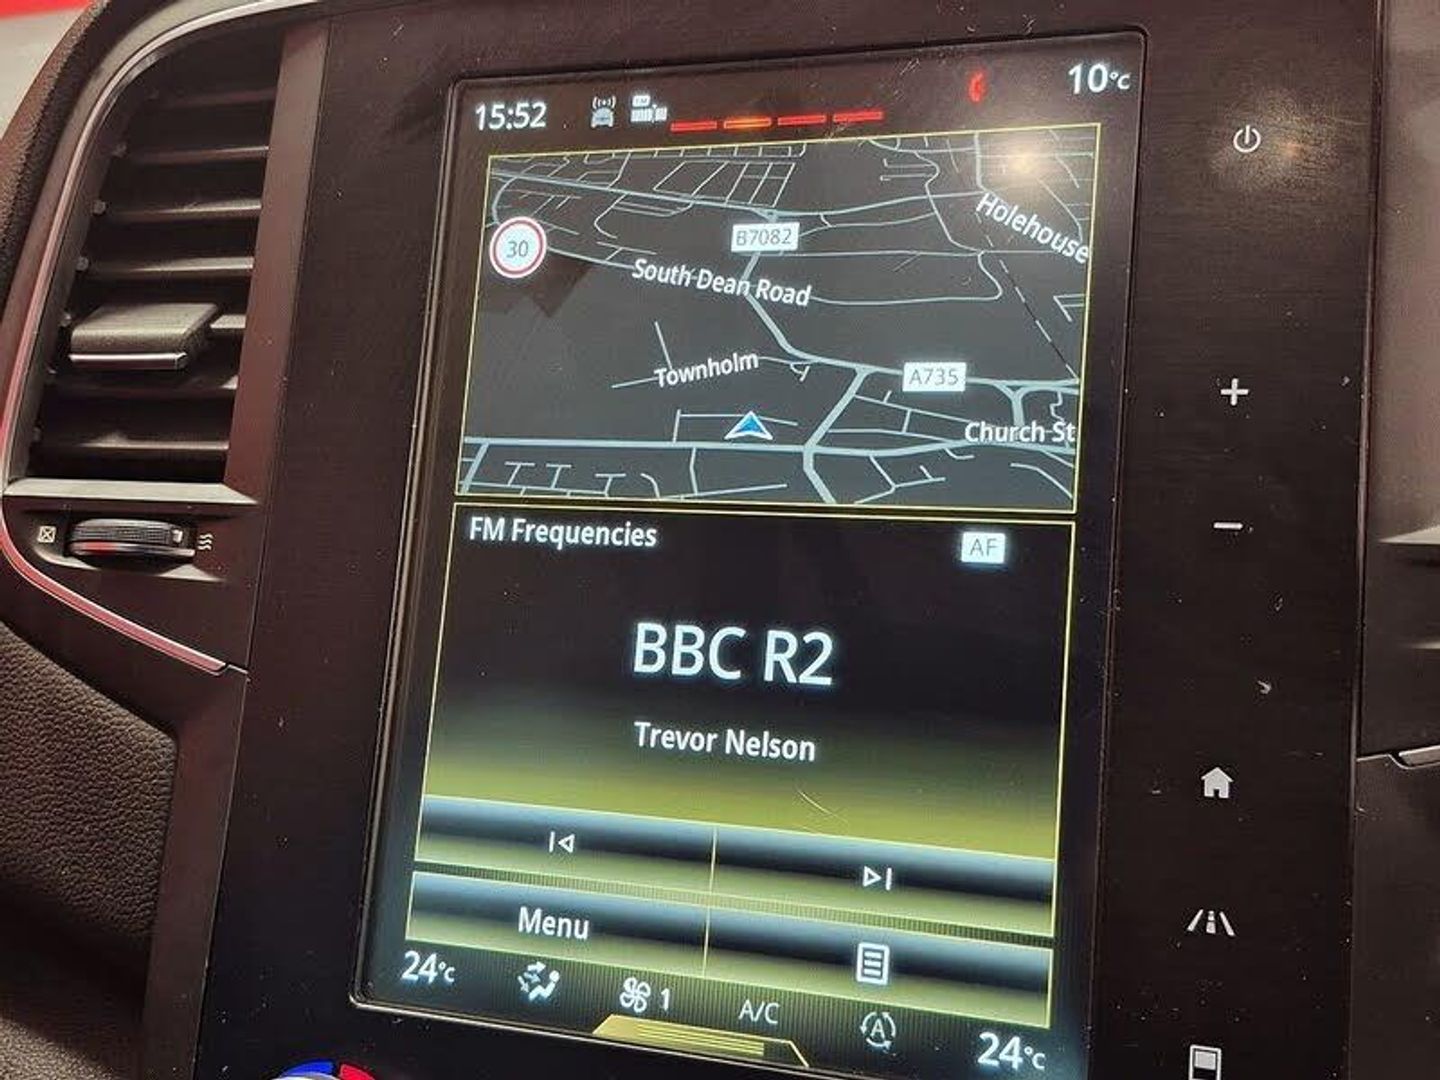 15:52
10°C
30
B7082
Holehouse
South Dean Road
Townholm
A735
Church St
FM Frequencies
AF
BBC R2
Trevor Nelson
Menu
24°C
1
A/C
A
24°C